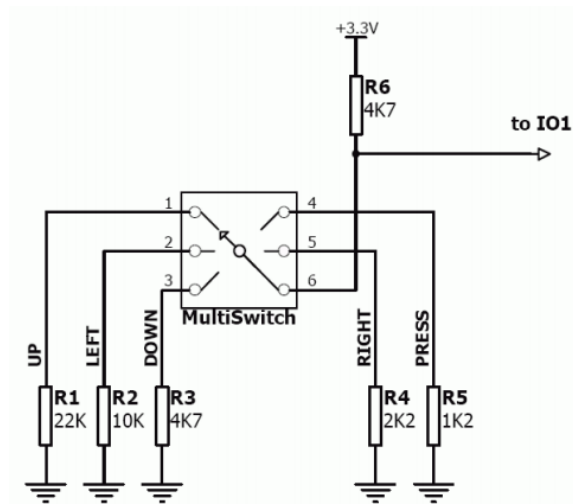 +3.3V
R6
4K7
to IO1
1
4
2
5
3
6
MultiSwitch
UP
LEFT
DOWN
RIGHT
PRESS
R1
22K
R2
10K
R3
4K7
R4
2K2
R5
1K2